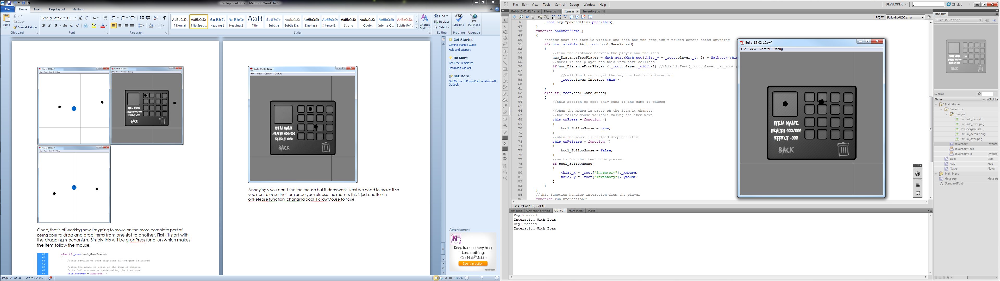 Development.docx - Microsoft Word Starter
File Home Insert Page Layout Mailings
Paste
Cut
Copy
Format Painter
Clipboard
Century Gothic 11
Font
Paragraph
AaBbCcDc AaBbCcDc AaBbC AaBbCc AaB AaBbCc. AaBbCcDc AaBbCcDc AaBbCcDc AaBbCcDc AaBbCcDc AaBbCcDc AABBCCDC
¶ Normal ¶ No Spaci... Heading 1 Heading 2 Title Subtitle Subtle Em... Emphasis Intense E... Strong Quote Intense Q... Subtle Ref...
Styles
Change Styles
Find
Replace
Select
Editing
Spelling
Proofing
Purchase
Upgrade
Build-15-02-12.swf
File View Control Debug
Build-15-02-12.swf
File View Control Debug
ITEM NAME
HEALTH 000/000
EFFECT +000
BACK
Build-15-02-12.swf
File View Control Debug
Good, that's all working now I'm going to move on the more complete part of
being able to drag and drop items from one slot to another. First I'll start with
the dragging mechanism. Simply this will be a onPress function which makes
the item follow the mouse.
62 else if(_root.bool_GamePaused)
63 {
64 //this section of code only runs if the game is paused
65
66 //when the mouse is press on the item it changes
67 //the follow mouse variable making the item move
68 this.onPress = function ()
Build-15-02-12.swf
File View Control Debug
ITEM NAME
HEALTH 000/000
EFFECT +000
BACK
Annoyingly you can't see the mouse but it does work. Next we need to make it so
you can release the item once you release the mouse. This is just one line in
onRelease function changing bool_FollowMouse to false.
Get Started
Getting Started Guide
Help and Support
Do More
Get Free Templates
Download Clip Art
Get More
Get Microsoft PowerPoint or Microsoft
Outlook
Advertisement
Keep track of everything.
Lose nothing.
OneNote Mobile.
See it in action
Microsoft
Page: 28 of 28 Words: 2,349
100%
Fl File Edit View Tools Control Debug Window Help
DEVELOPER
CS Live
Build-15-02-12.fla Player.as Item.as Inventory.as
Target: Build-15-02-12.fla
46 _root.ary_SpawnedItems.push(this);
47 }
48 function onEnterFrame()
49 {
50 //check that the item is visible and that the the game isn't paused before doing anything
51 if(this._visible && !_root.bool_GamePaused)
52 {
53 //find the distance between the player and the item
54 num_DistanceFromPlayer = Math.sqrt(Math.pow(this._y - _root.player._y, 2) + Math.pow(this
55 //check if the player and this item have collided
56 if(num_DistanceFromPlayer < _root.player._width/2) //this.hitTest(_root.player._x,_root.p
57 {
58 //call function to get the key checked for interaction
59 _root.player.Interact(this);
60 }
61 }
62 else if(_root.bool_GamePaused)
63 {
64 //this section of code only runs if the game is paused
65
66 //when the mouse is press on the item it changes
67 //the follow mouse variable making the item move
68 this.onPress = function ()
69 {
70 bool_FollowMouse = true;
71 }
72 //when the mouse is realsed drop the item
73 this.onRelease = function ()
74 {
75 bool_FollowMouse = false;
76 }
77 //waits for the item to be pressed
78 if(bool_FollowMouse)
79 {
80 this._x = _root["Inventory"]._xmouse;
81 this._y = _root["Inventory"]._ymouse;
82 }
83 }
84 }
85 //this function handles interction from the player
86 function runInteraction()
Line 73 of 106, Col 18
TIMELINE COMPILER ERRORS OUTPUT PROPERTIES SCENE
Key Pressed
Interation With Item
Key Pressed
Interation With Item
Build-15-02-12.swf
File View Control Debug
ITEM NAME
HEALTH 000/000
EFFECT +000
BACK
LIBRARY
Build-15-02-12.fla
ITEM NAME
HEALTH 000/000
EFFECT +000
BACK
66 items
Name AS Linka
Main Game
Inventory
Images
invBack_default....
invBack_over.png
InvBackground....
invBin_default.png
invBin_over.png
Inventory Invento
InventoryBack
InventoryBin Invento
Item Item
Map Map
Player Player
Main Menu
Message Messag
StandardFont